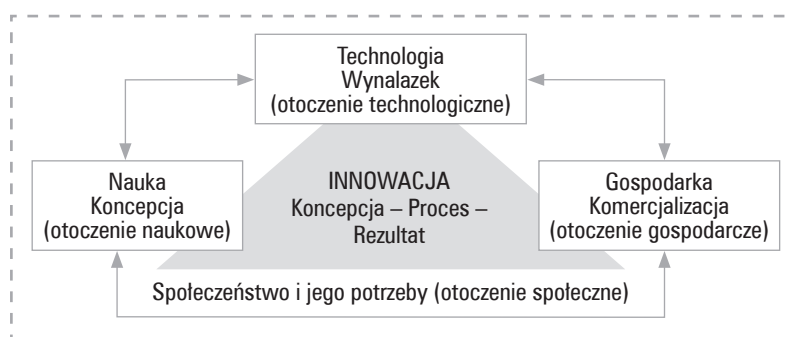 Technologia
Wynalazek
(otoczenie technologiczne)
Nauka
Koncepcja
(otoczenie naukowe)
INNOWACJA
Koncepcja – Proces –
Rezultat
Gospodarka
Komercjalizacja
(otoczenie gospodarcze)
Społeczeństwo i jego potrzeby (otoczenie społeczne)